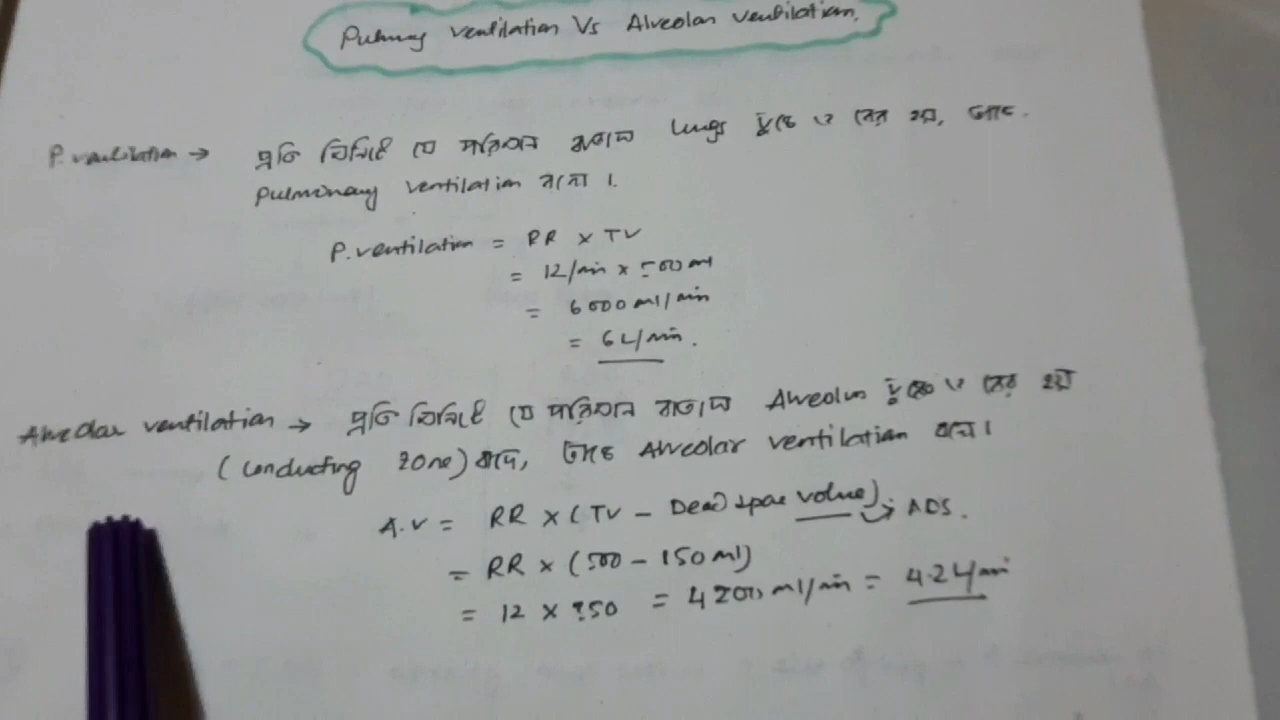 Pulmonary ventilation Vs Alveolar ventilation.
P. ventilation → প্রতি মিনিটে যে পরিমান বাতাস lungs ঢুকে ও বের হয়, তাকে
pulmonary ventilation বলে ।
P. ventilation = RR × TV
= 12/min × 500 ml
= 6000 ml/min
= 6L/min.
Alveolar ventilation → প্রতি মিনিটে যে পরিমান বাতাস Alveolus ঢুকে ও বের হয়
(conducting zone) বাদে, তাকে Alveolar ventilation বলে।
A.V = RR × (TV - Dead space volume) → ADS.
= RR × (500 - 150 ml)
= 12 × 350 = 4200 ml/min = 4.2L/min